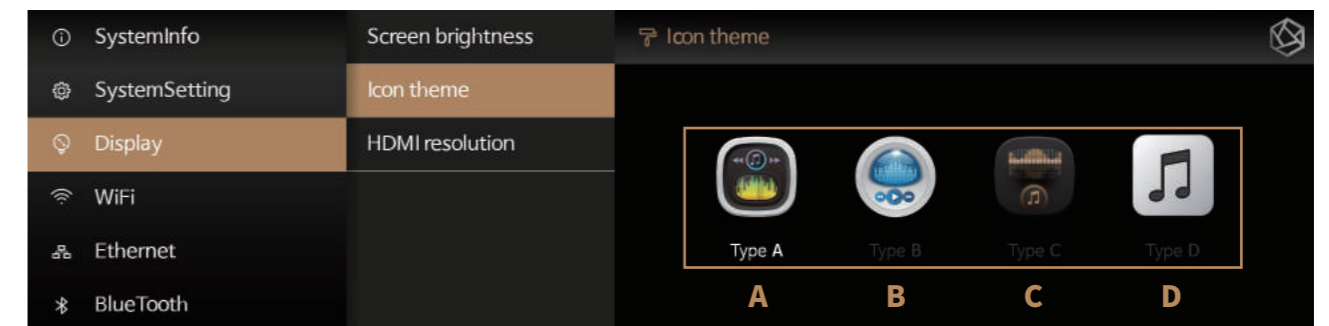 SystemInfo
SystemSetting
Display
WiFi
Ethernet
BlueTooth
Screen brightness
Icon theme
HDMI resolution
Icon theme
Type A
Type B
Type C
Type D
A
B
C
D